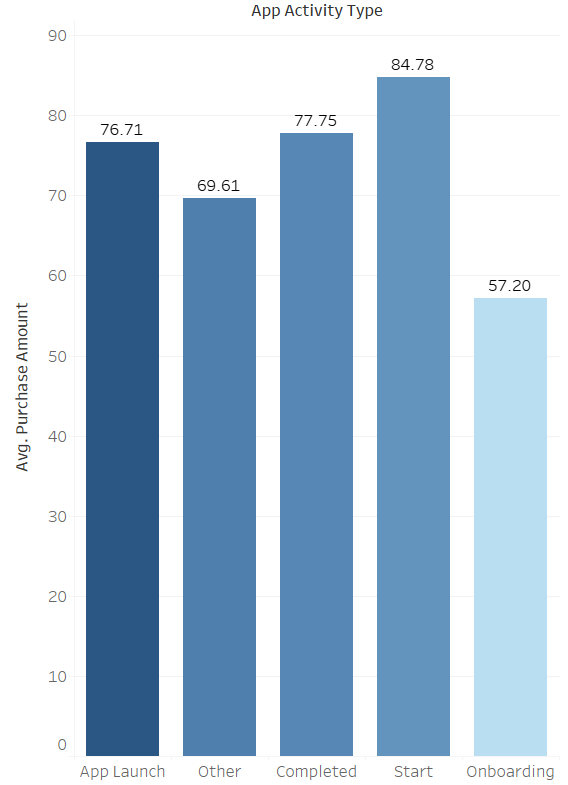 App Activity Type
Avg. Purchase Amount
90
80
70
60
50
40
30
20
10
0
76.71
69.61
77.75
84.78
57.20
App Launch
Other
Completed
Start
Onboarding